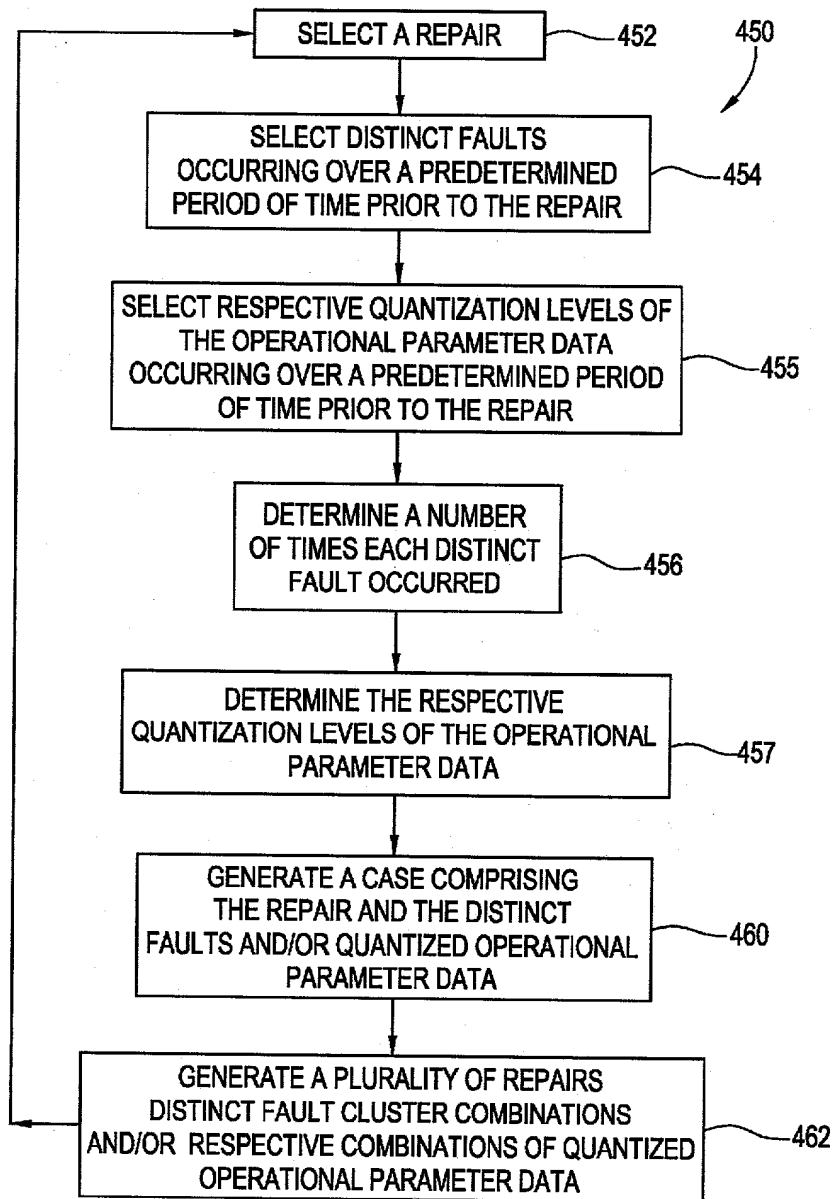 SELECT A REPAIR
452
450
SELECT DISTINCT FAULTS
OCCURRING OVER A PREDETERMINED
PERIOD OF TIME PRIOR TO THE REPAIR
454
SELECT RESPECTIVE QUANTIZATION LEVELS OF
THE OPERATIONAL PARAMETER DATA
OCCURRING OVER A PREDETERMINED PERIOD
OF TIME PRIOR TO THE REPAIR
455
DETERMINE A NUMBER
OF TIMES EACH DISTINCT
FAULT OCCURRED
456
DETERMINE THE RESPECTIVE
QUANTIZATION LEVELS OF THE OPERATIONAL
PARAMETER DATA
457
GENERATE A CASE COMPRISING
THE REPAIR AND THE DISTINCT
FAULTS AND/OR QUANTIZED OPERATIONAL
PARAMETER DATA
460
GENERATE A PLURALITY OF REPAIRS
DISTINCT FAULT CLUSTER COMBINATIONS
AND/OR RESPECTIVE COMBINATIONS OF QUANTIZED
OPERATIONAL PARAMETER DATA
462